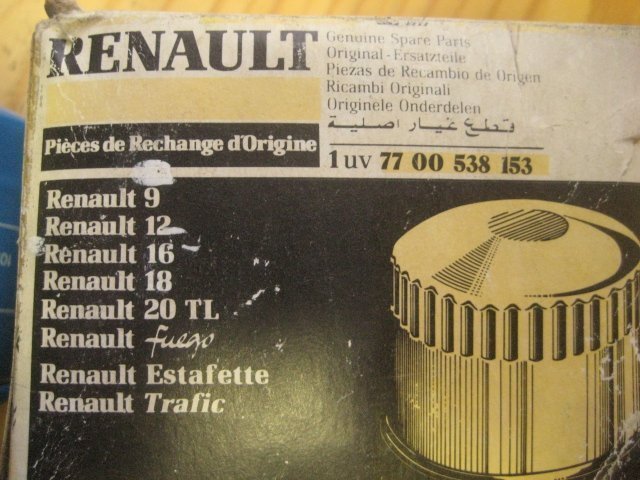 RENAULT
Genuine Spare Parts
Original-Ersatzteile
Piezas de Recambio de Origen
Ricambi Originali
Originele Onderdelen
قطع غيار اصلية
Pièces de Rechange d'Origine
1 uv 77 00 538 153
Renault 9
Renault 12
Renault 16
Renault 18
Renault 20 TL
Renault fuego
Renault Estafette
Renault Trafic